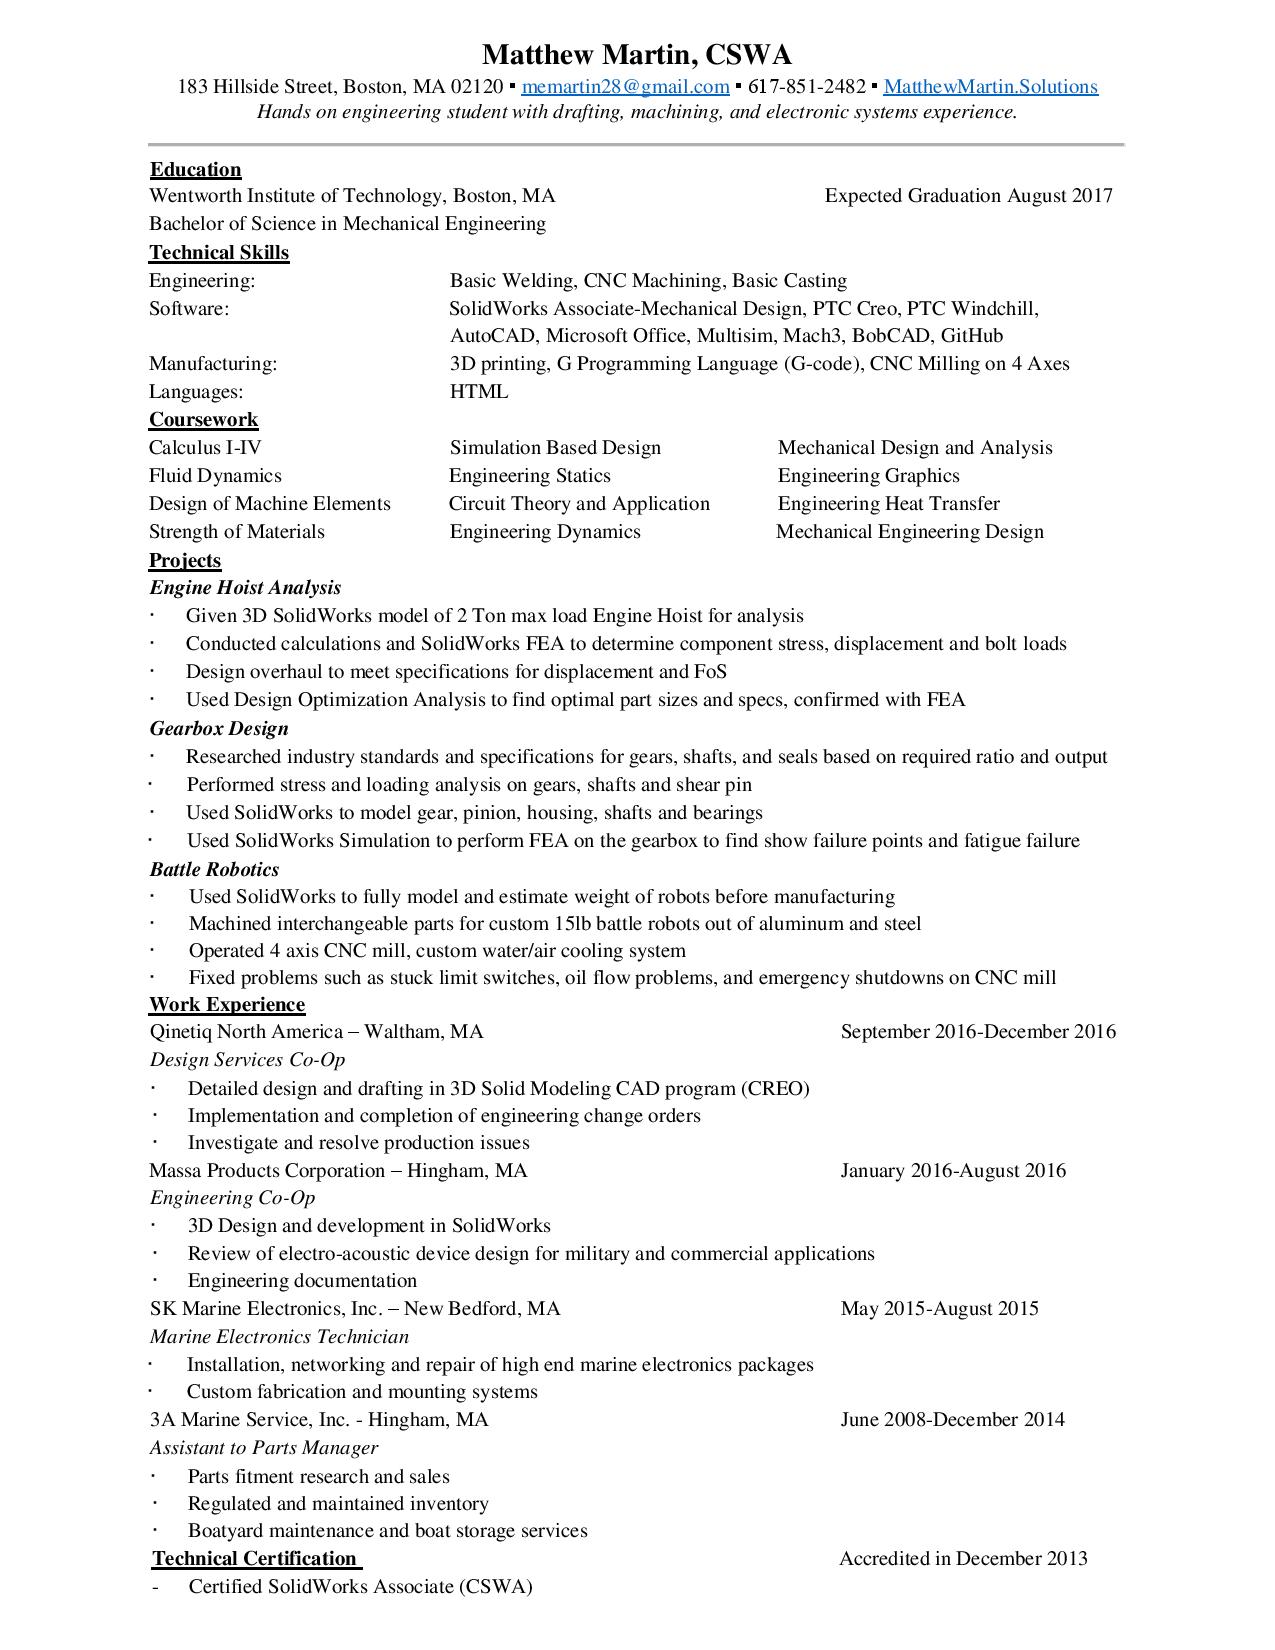 Matthew Martin, CSWA
183 Hillside Street, Boston, MA 02120 ▪ memartin28@gmail.com ▪ 617-851-2482 ▪ MatthewMartin.Solutions
Hands on engineering student with drafting, machining, and electronic systems experience.
Education
Wentworth Institute of Technology, Boston, MA Expected Graduation August 2017
Bachelor of Science in Mechanical Engineering
Technical Skills
Engineering: Basic Welding, CNC Machining, Basic Casting
Software: SolidWorks Associate-Mechanical Design, PTC Creo, PTC Windchill,
AutoCAD, Microsoft Office, Multisim, Mach3, BobCAD, GitHub
Manufacturing: 3D printing, G Programming Language (G-code), CNC Milling on 4 Axes
Languages: HTML
Coursework
Calculus I-IV Simulation Based Design Mechanical Design and Analysis
Fluid Dynamics Engineering Statics Engineering Graphics
Design of Machine Elements Circuit Theory and Application Engineering Heat Transfer
Strength of Materials Engineering Dynamics Mechanical Engineering Design
Projects
Engine Hoist Analysis
· Given 3D SolidWorks model of 2 Ton max load Engine Hoist for analysis
· Conducted calculations and SolidWorks FEA to determine component stress, displacement and bolt loads
· Design overhaul to meet specifications for displacement and FoS
· Used Design Optimization Analysis to find optimal part sizes and specs, confirmed with FEA
Gearbox Design
· Researched industry standards and specifications for gears, shafts, and seals based on required ratio and output
· Performed stress and loading analysis on gears, shafts and shear pin
· Used SolidWorks to model gear, pinion, housing, shafts and bearings
· Used SolidWorks Simulation to perform FEA on the gearbox to find show failure points and fatigue failure
Battle Robotics
· Used SolidWorks to fully model and estimate weight of robots before manufacturing
· Machined interchangeable parts for custom 15lb battle robots out of aluminum and steel
· Operated 4 axis CNC mill, custom water/air cooling system
· Fixed problems such as stuck limit switches, oil flow problems, and emergency shutdowns on CNC mill
Work Experience
Qinetiq North America – Waltham, MA September 2016-December 2016
Design Services Co-Op
· Detailed design and drafting in 3D Solid Modeling CAD program (CREO)
· Implementation and completion of engineering change orders
· Investigate and resolve production issues
Massa Products Corporation – Hingham, MA January 2016-August 2016
Engineering Co-Op
· 3D Design and development in SolidWorks
· Review of electro-acoustic device design for military and commercial applications
· Engineering documentation
SK Marine Electronics, Inc. – New Bedford, MA May 2015-August 2015
Marine Electronics Technician
· Installation, networking and repair of high end marine electronics packages
· Custom fabrication and mounting systems
3A Marine Service, Inc. - Hingham, MA June 2008-December 2014
Assistant to Parts Manager
· Parts fitment research and sales
· Regulated and maintained inventory
· Boatyard maintenance and boat storage services
Technical Certification Accredited in December 2013
- Certified SolidWorks Associate (CSWA)